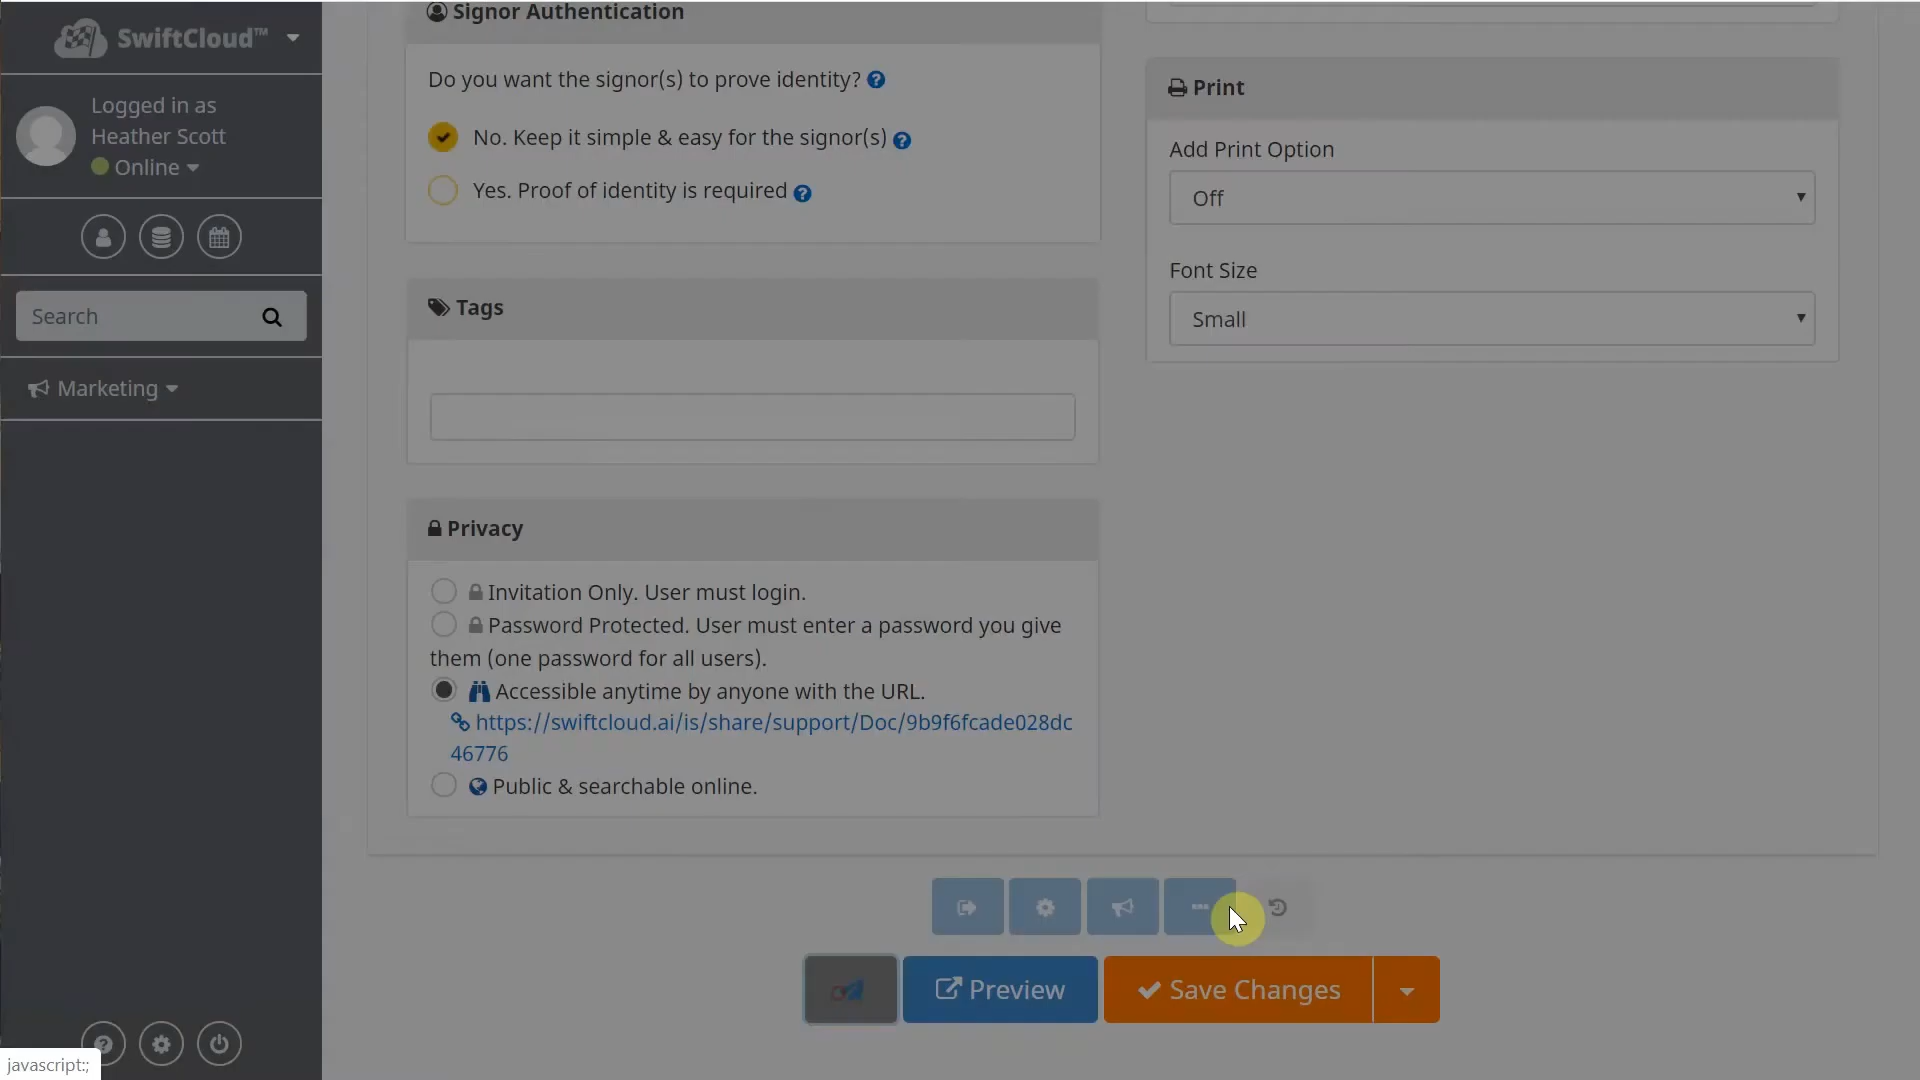 SwiftCloud™
Logged in as
Heather Scott
Online
Search
Marketing
Signor Authentication
Do you want the signor(s) to prove identity?
No. Keep it simple & easy for the signor(s)
Yes. Proof of identity is required
Tags
Privacy
Invitation Only. User must login.
Password Protected. User must enter a password you give
them (one password for all users).
Accessible anytime by anyone with the URL.
https://swiftcloud.ai/is/share/support/Doc/9b9f6fcade028dc
46776
Public & searchable online.
Print
Add Print Option
Off
Font Size
Small
Preview
Save Changes
javascript:;